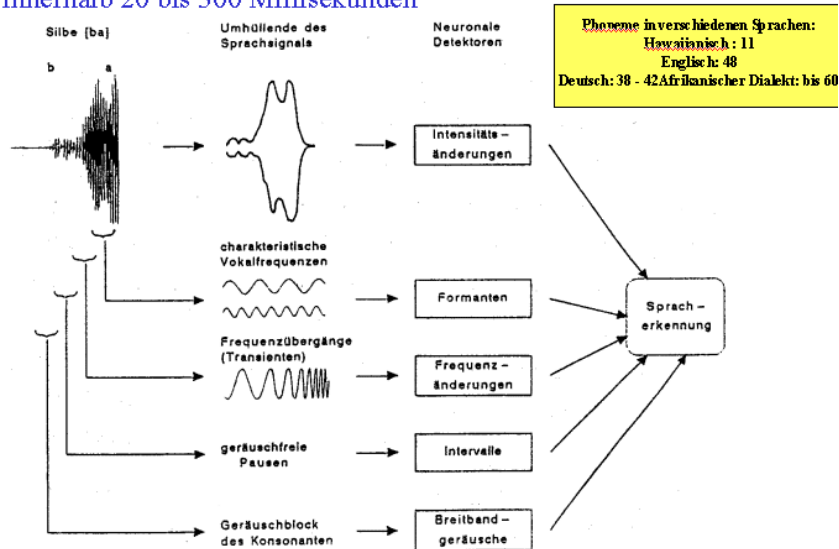 innerhalb 20 bis 300 Millisekunden
Silbe [ba]
b a
Umhüllende des
Sprachsignals
Neuronale
Detektoren
Phoneme in verschiedenen Sprachen:
Hawaiianisch : 11
Englisch: 48
Deutsch: 38 - 42Afrikanischer Dialekt: bis 60
Intensitäts –
änderungen
charakteristische
Vokalfrequenzen
Formanten
Sprach –
erkennung
Frequenzübergänge
(Transienten)
Frequenz –
änderungen
geräuschfreie
Pausen
Intervalle
Geräuschblock
des Konsonanten
Breitband –
geräusche